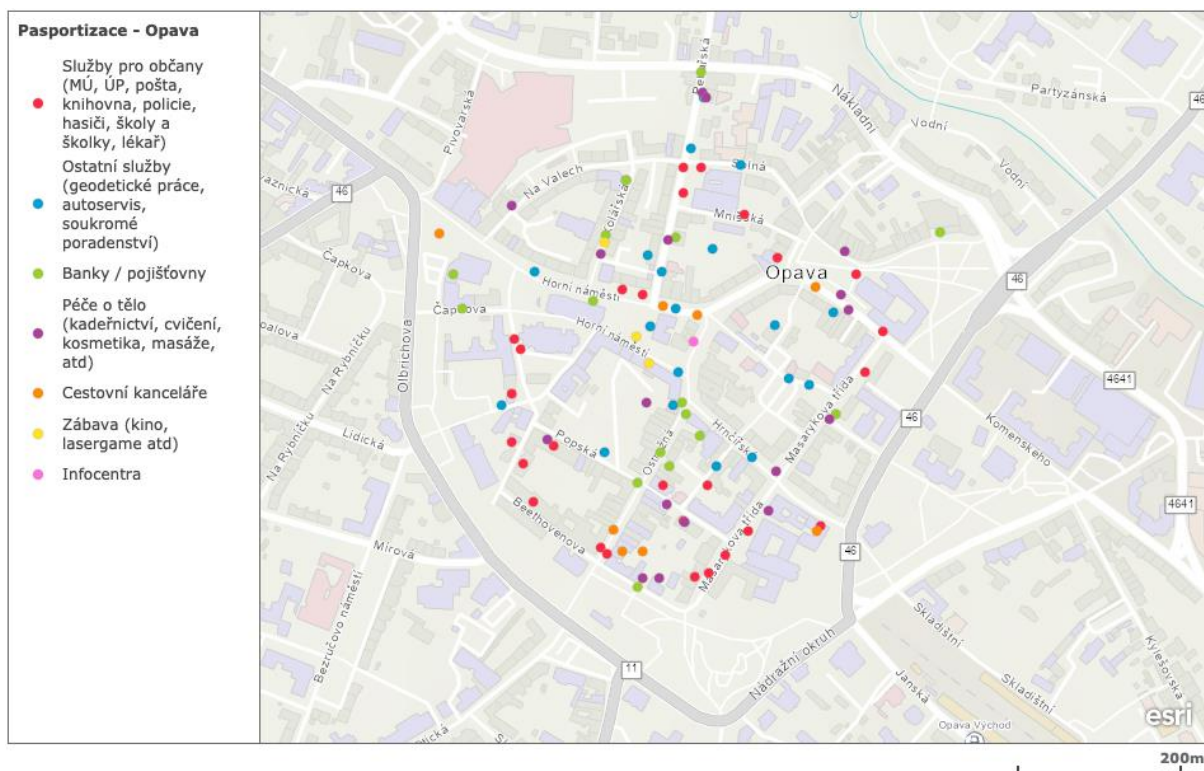 Pasportizace - Opava
Služby pro občany
(MÚ, ÚP, pošta,
knihovna, policie,
hasiči, školy a
školky, lékař)
Ostatní služby
(geodetické práce,
autoservis,
soukromé
poradenství)
Banky / pojišťovny
Péče o tělo
(kadeřnictví, cvičení,
kosmetika, masáže,
atd)
Cestovní kanceláře
Zábava (kino,
lasergame atd)
Infocentra
Pivovarská
Nákladní
Partyzánská
46
Vodní
Vodní
Na Valech
Solná
46
Kolářská
Mnišská
Čapkova
Opava
46
Horní náměstí
Čapkova
Horní náměstí
Na Rybníčku
Olbrichova
4641
Masarykova třída
46
Komenského
Na Rybníčku
Lidická
Popská
Ostrožná
Hrnčířská
4641
Beethovenova
Mírová
Masarykova třída
46
Bezručovo náměstí
Nádražní okruh
Skladištní
Kylešovská
11
Janská
Skladištní
Opava Východ
esri
200m